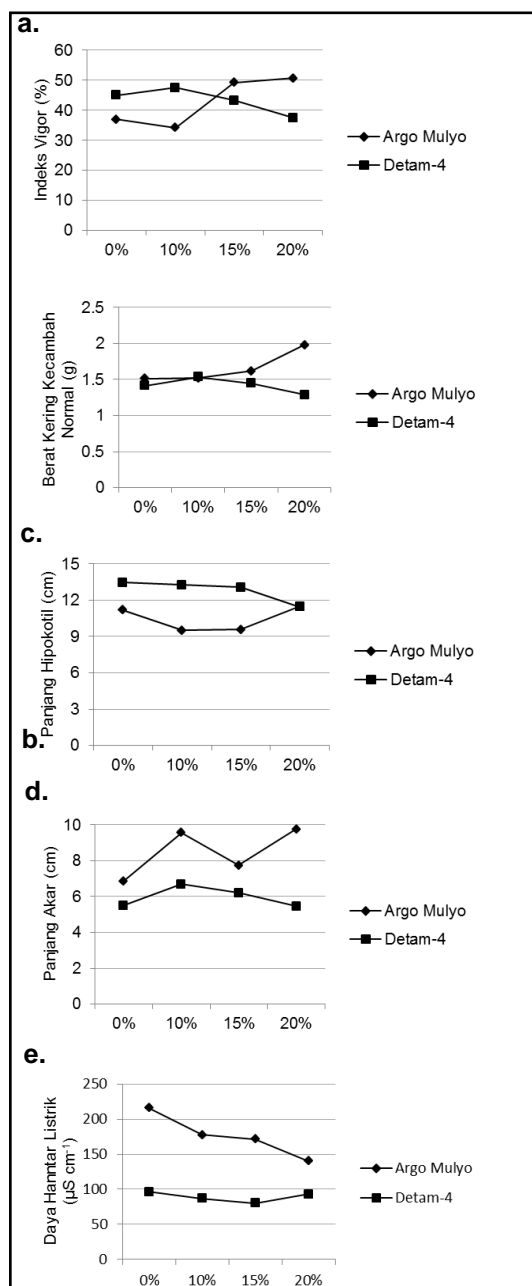 a.
60
50
40
30
20
10
0
Indeks Vigor (%)
0% 10% 15% 20%
Argo Mulyo
Detam-4
2.5
2
1.5
1
0.5
0
Berat Kering Kecambah
Normal (g)
0% 10% 15% 20%
Argo Mulyo
Detam-4
c.
15
12
9
6
3
0
Panjang Hipokotil (cm)
0% 10% 15% 20%
Argo Mulyo
Detam-4
b.
d.
10
8
6
4
2
0
Panjang Akar (cm)
0% 10% 15% 20%
Argo Mulyo
Detam-4
e.
250
200
150
100
50
0
Daya Hanntar Listrik
(µS cm⁻¹)
0% 10% 15% 20%
Argo Mulyo
Detam-4